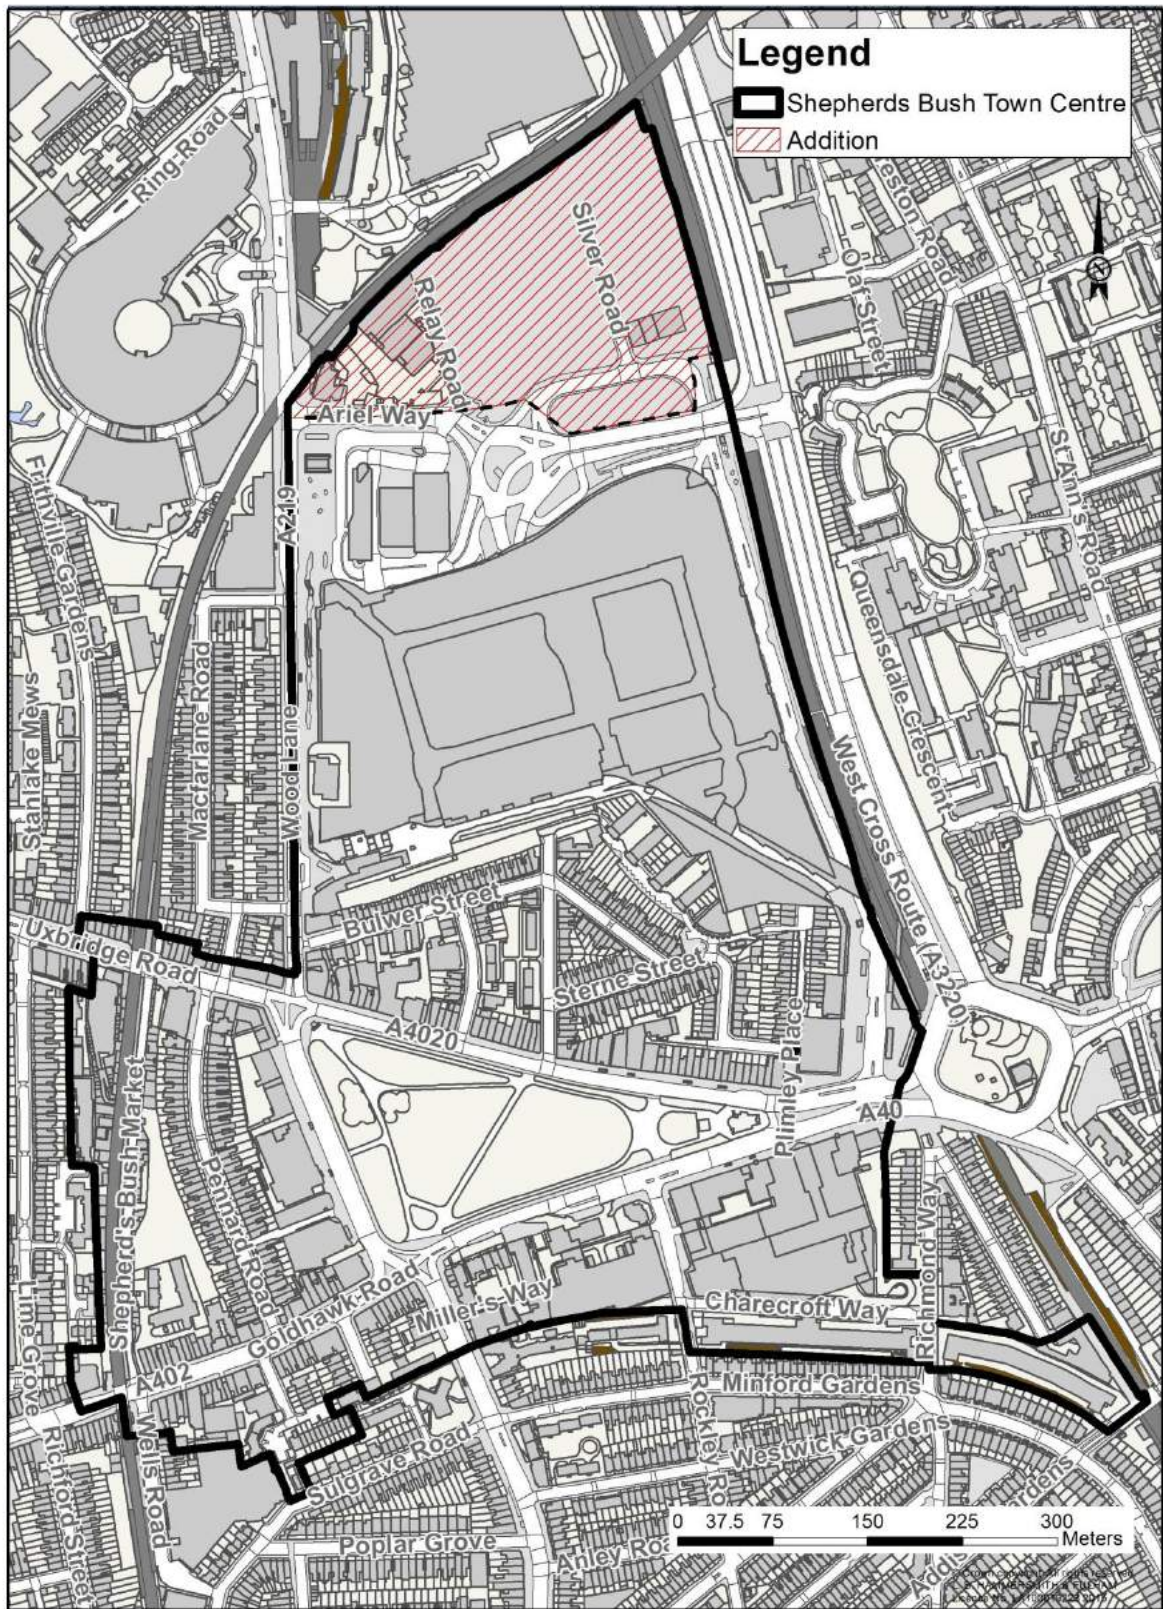 Legend
Shepherds Bush Town Centre
Addition
Ring Road
Silver Road
Relay Road
Olaf Street
Ariel Way
St Ann's Road
A219
Frithville Gardens
Queensdale Crescent
Macfarlane Road
Stanlake Mews
Wood Lane
West Cross Route (A3220)
Bulwer Street
Uxbridge Road
Sterne Street
A4020
Plimley Place
A40
Shepherd's Bush Market
Pennard Road
Richmond Way
Lime Grove
Goldhawk Road
Miller's Way
Charecroft Way
A402
Minford Gardens
Rockley Ro
Westwick Gardens
Wells Road
Richford Street
Sulgrave Road
ardens
0 37.5 75 150 225 300
Meters
Poplar Grove
Anley Roa
Addis